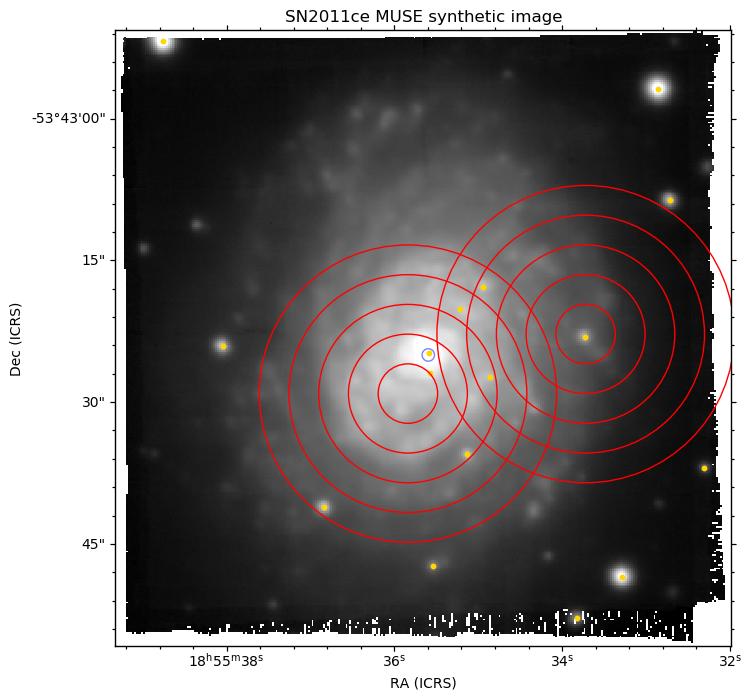 SN2011ce MUSE synthetic image
-53°43'00"
15"
30"
45"
Dec (ICRS)
18ʰ55ᵐ38ˢ 36ˢ 34ˢ 32ˢ
RA (ICRS)